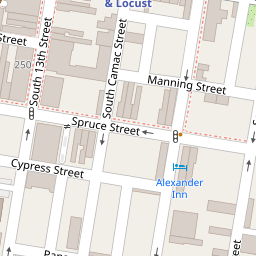 & Locust
Street
South 13th Street
South Camac Street
250
Manning Street
Spruce Street
Cypress Street
Alexander
Inn